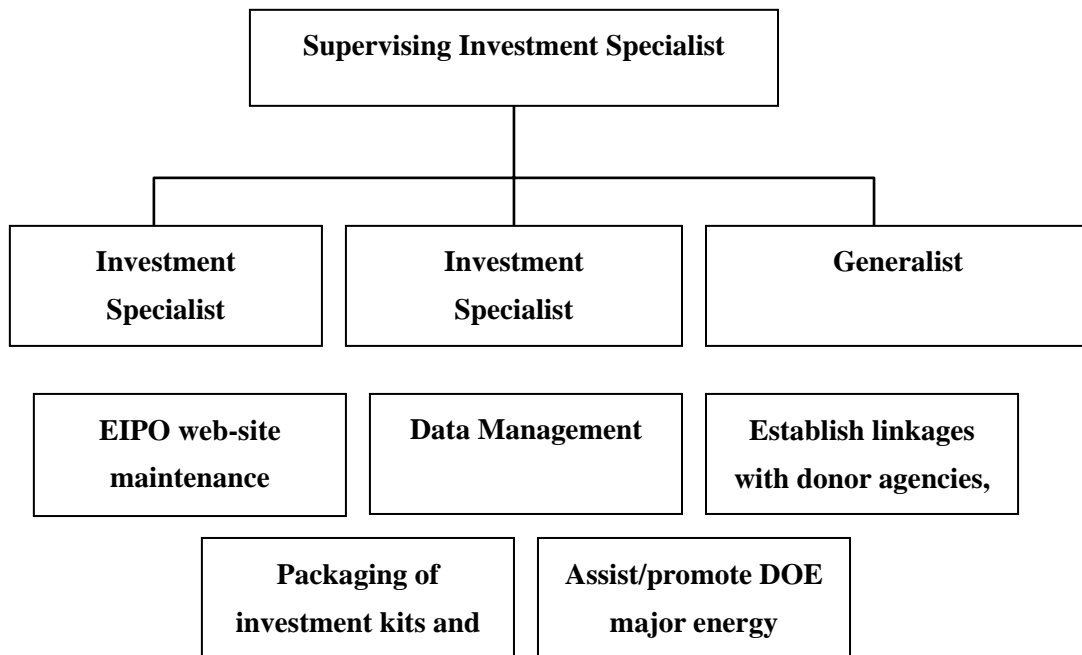 Supervising Investment Specialist
Investment
Specialist
Investment
Specialist
Generalist
EIPO web-site
maintenance
Data Management
Establish linkages
with donor agencies,
Packaging of
investment kits and
Assist/promote DOE
major energy